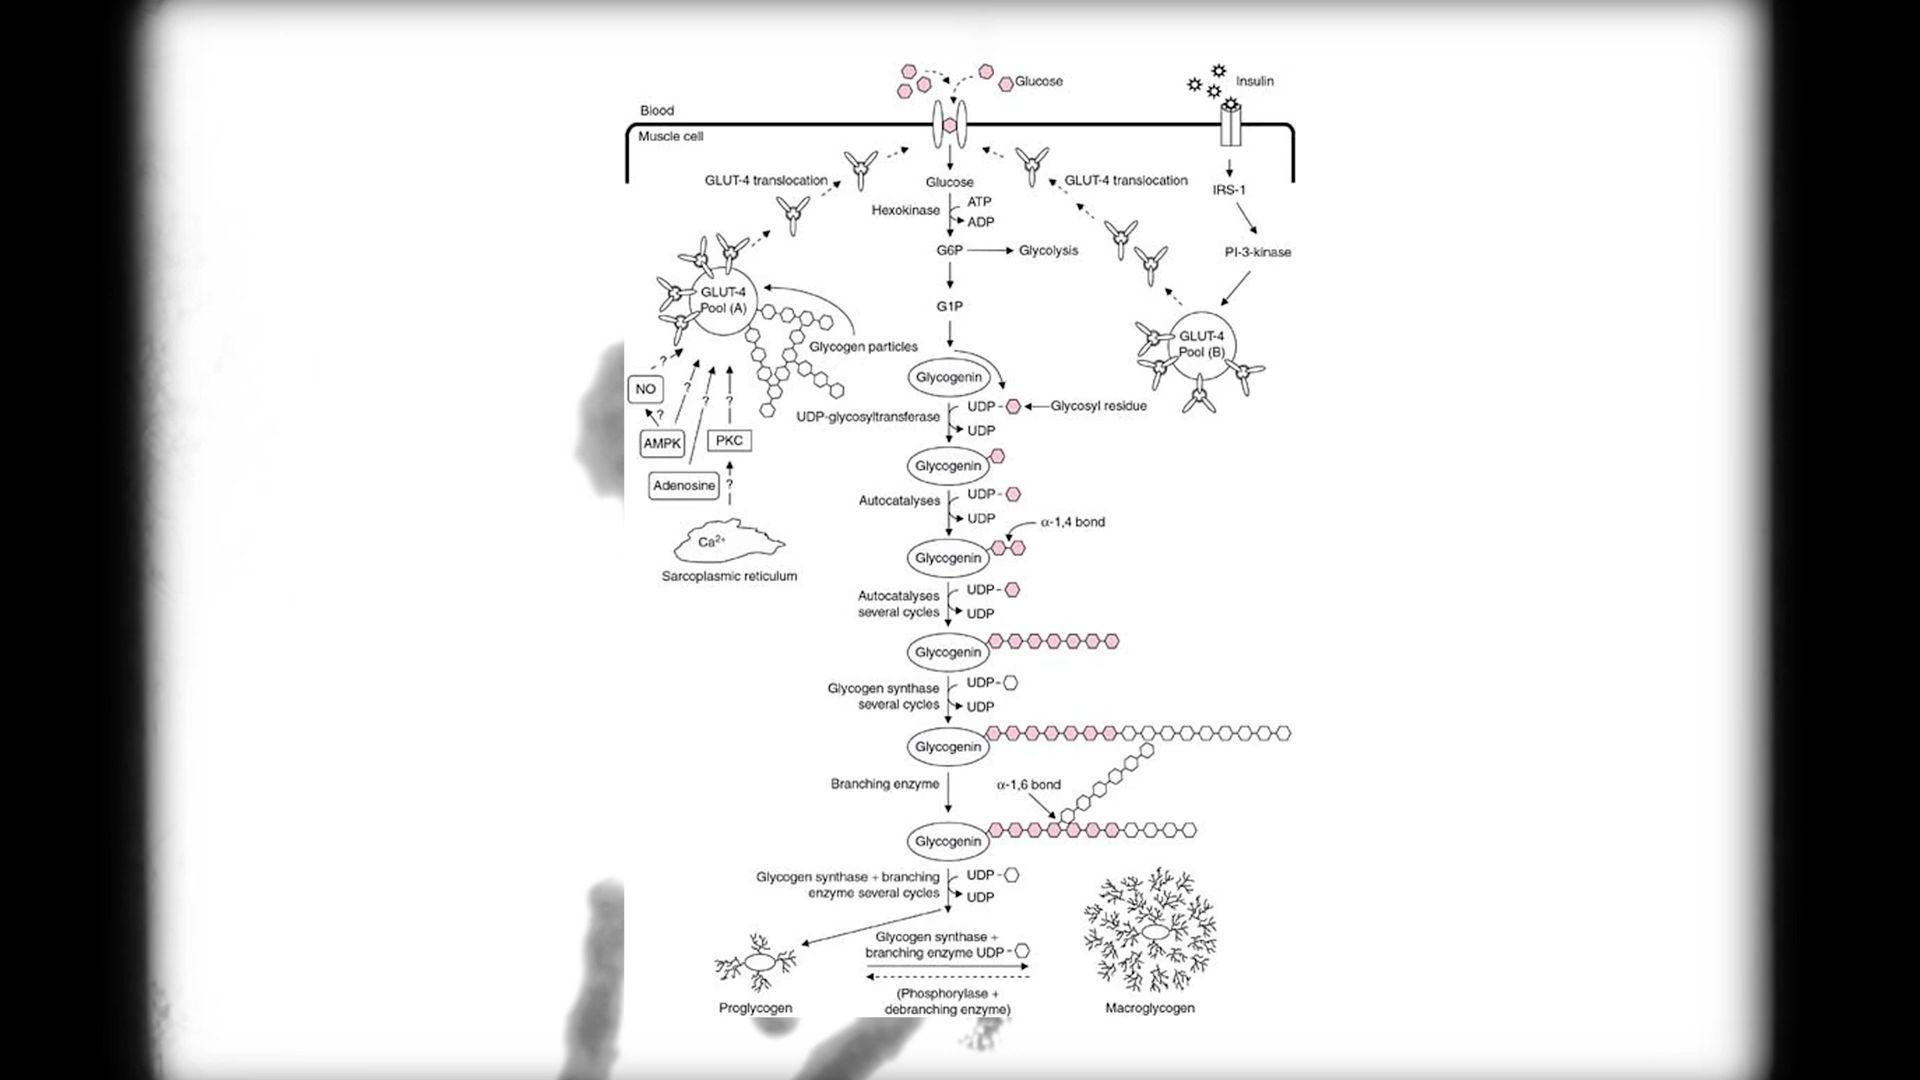 Glucose
Insulin
Blood
Muscle cell
GLUT-4 translocation
Glucose
GLUT-4 translocation
IRS-1
Hexokinase
ATP
ADP
G6P
Glycolysis
PI-3-kinase
GLUT-4
Pool (A)
G1P
GLUT-4
Pool (B)
Glycogen particles
?
Glycogenin
NO
?
?
?
?
UDP-glycosyltransferase
UDP-
Glycosyl residue
UDP
AMPK
PKC
Glycogenin
Adenosine
?
Autocatalyses
UDP-
UDP
α-1,4 bond
Ca2+
Glycogenin
Sarcoplasmic reticulum
Autocatalyses
several cycles
UDP-
UDP
Glycogenin
Glycogen synthase
several cycles
UDP-
UDP
Glycogenin
Branching enzyme
α-1,6 bond
Glycogenin
Glycogen synthase + branching
enzyme several cycles
UDP-
UDP
Glycogen synthase +
branching enzyme UDP-
(Phosphorylase +
debranching enzyme)
Proglycogen
Macroglycogen